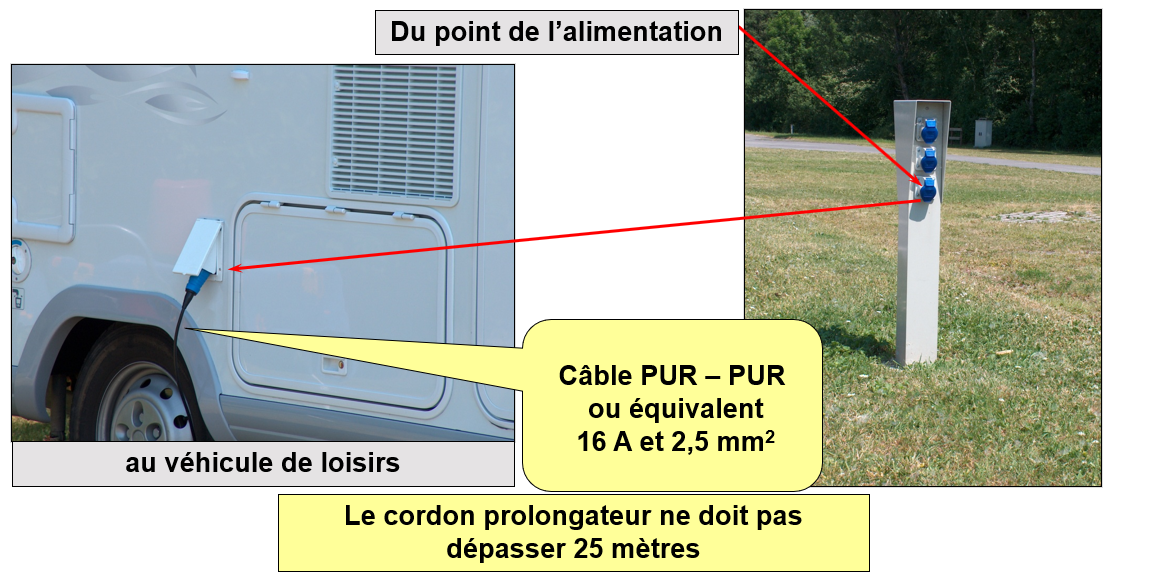 Du point de l’alimentation
Câble PUR – PUR
ou équivalent
16 A et 2,5 mm²
au véhicule de loisirs
Le cordon prolongateur ne doit pas
dépasser 25 mètres